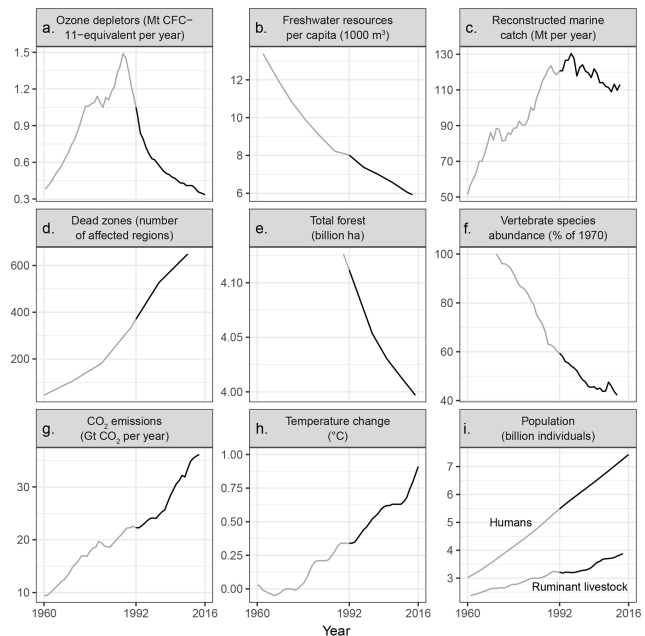 a. Ozone depletors (Mt CFC−
11−equivalent per year)
1.5
1.2
0.9
0.6
0.3
b. Freshwater resources
per capita (1000 m³)
12
10
8
6
c. Reconstructed marine
catch (Mt per year)
130
110
90
70
50
d. Dead zones (number
of affected regions)
600
400
200
e. Total forest
(billion ha)
4.10
4.05
4.00
f. Vertebrate species
abundance (% of 1970)
100
80
60
40
g. CO₂ emissions
(Gt CO₂ per year)
30
20
10
1960 1992 2016
h. Temperature change
(°C)
1.00
0.75
0.50
0.25
0.00
1960 1992 2016
i. Population
(billion individuals)
7
6
5
4
3
Humans
Ruminant livestock
1960 1992 2016
Year